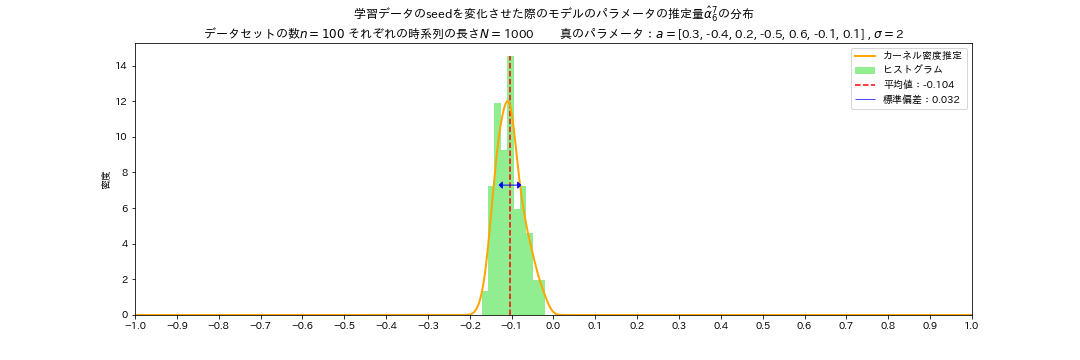 学習データのseedを変化させた際のモデルのパラメータの推定量$\hat{\alpha}_6^7$の分布
データセットの数n = 100 それぞれの時系列の長さN = 1000 真のパラメータ：a = [0.3, -0.4, 0.2, -0.5, 0.6, -0.1, 0.1] , σ = 2
カーネル密度推定
ヒストグラム
平均値：-0.104
標準偏差：0.032
密度
14
12
10
8
6
4
2
0
−1.0 −0.9 −0.8 −0.7 −0.6 −0.5 −0.4 −0.3 −0.2 −0.1 0.0 0.1 0.2 0.3 0.4 0.5 0.6 0.7 0.8 0.9 1.0